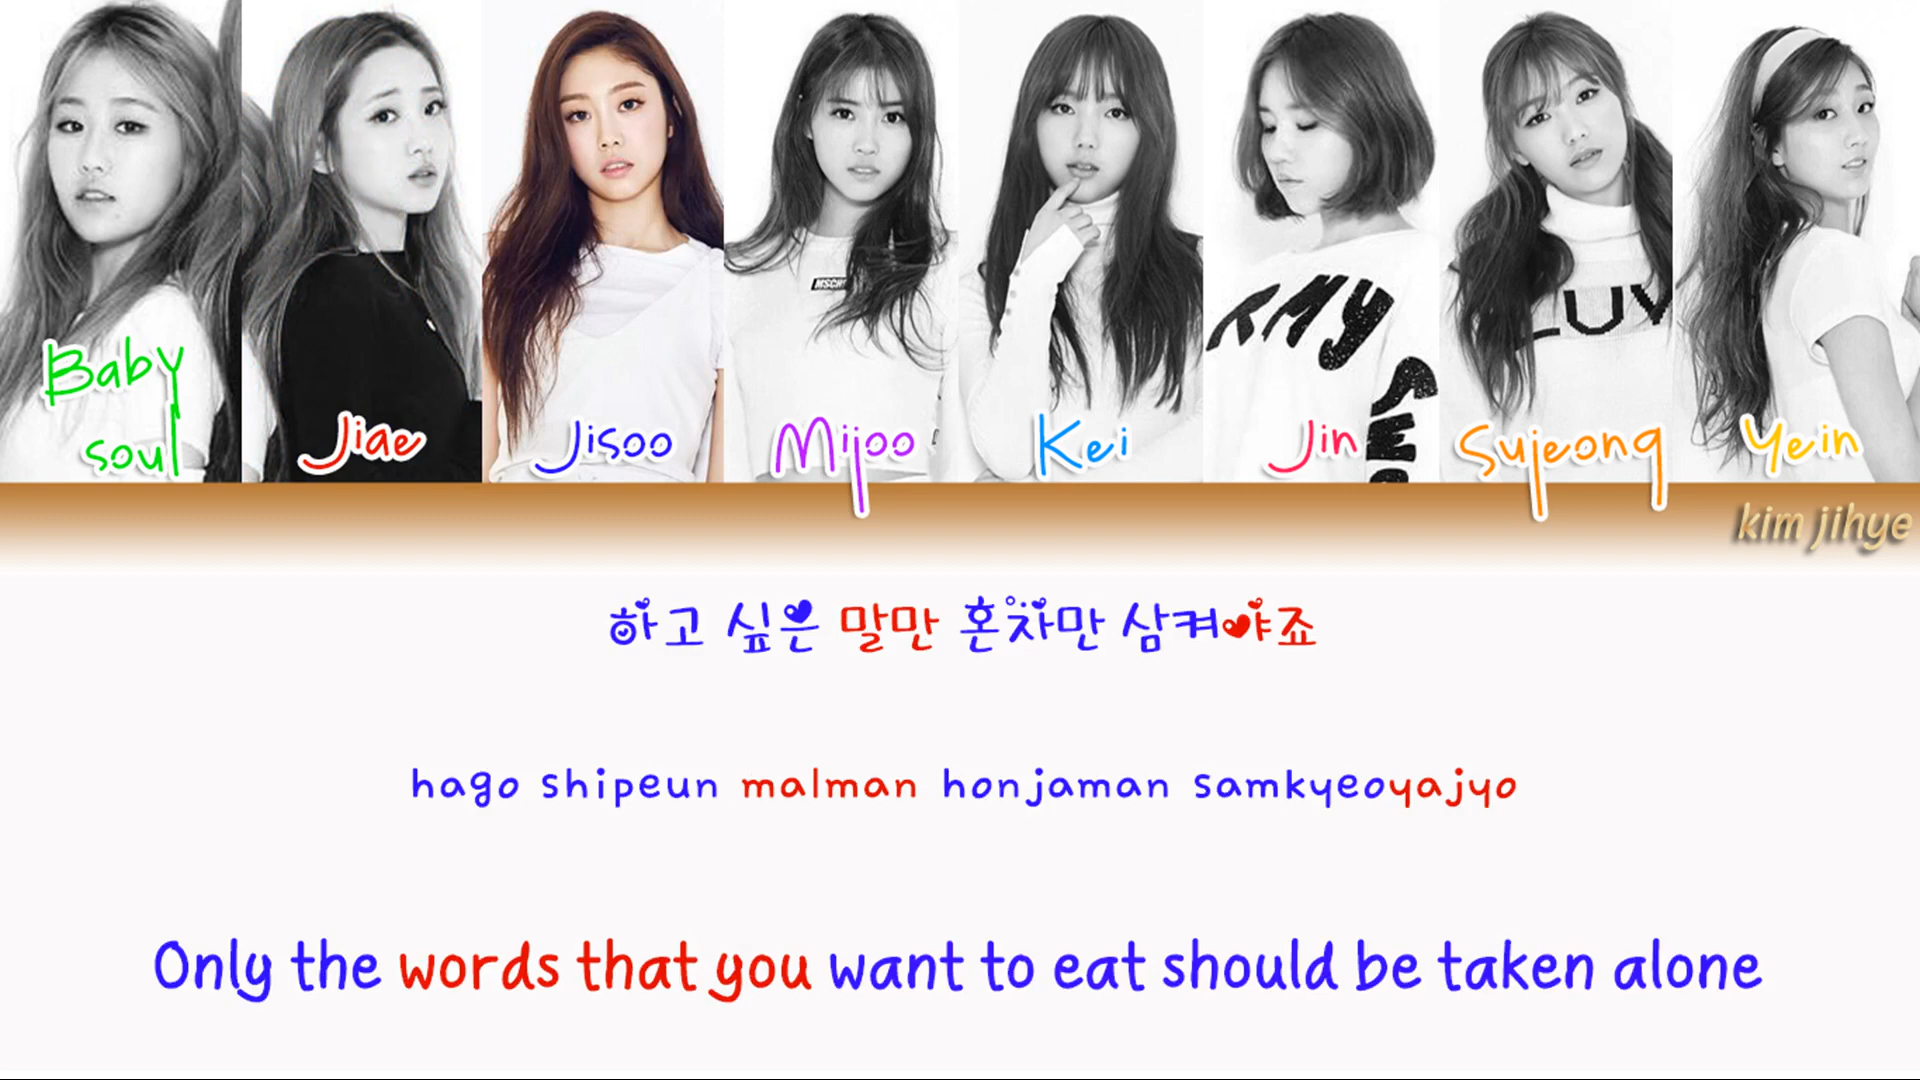 Baby
soul
Jiae
Jisoo
Mijoo
Kei
Jin
Sujeong
Yein
MSCH
LUV
kim jihye
하고 싶은 말만 혼자만 삼켜야죠
hago shipeun malman honjaman samkyeoyajyo
Only the words that you want to eat should be taken alone